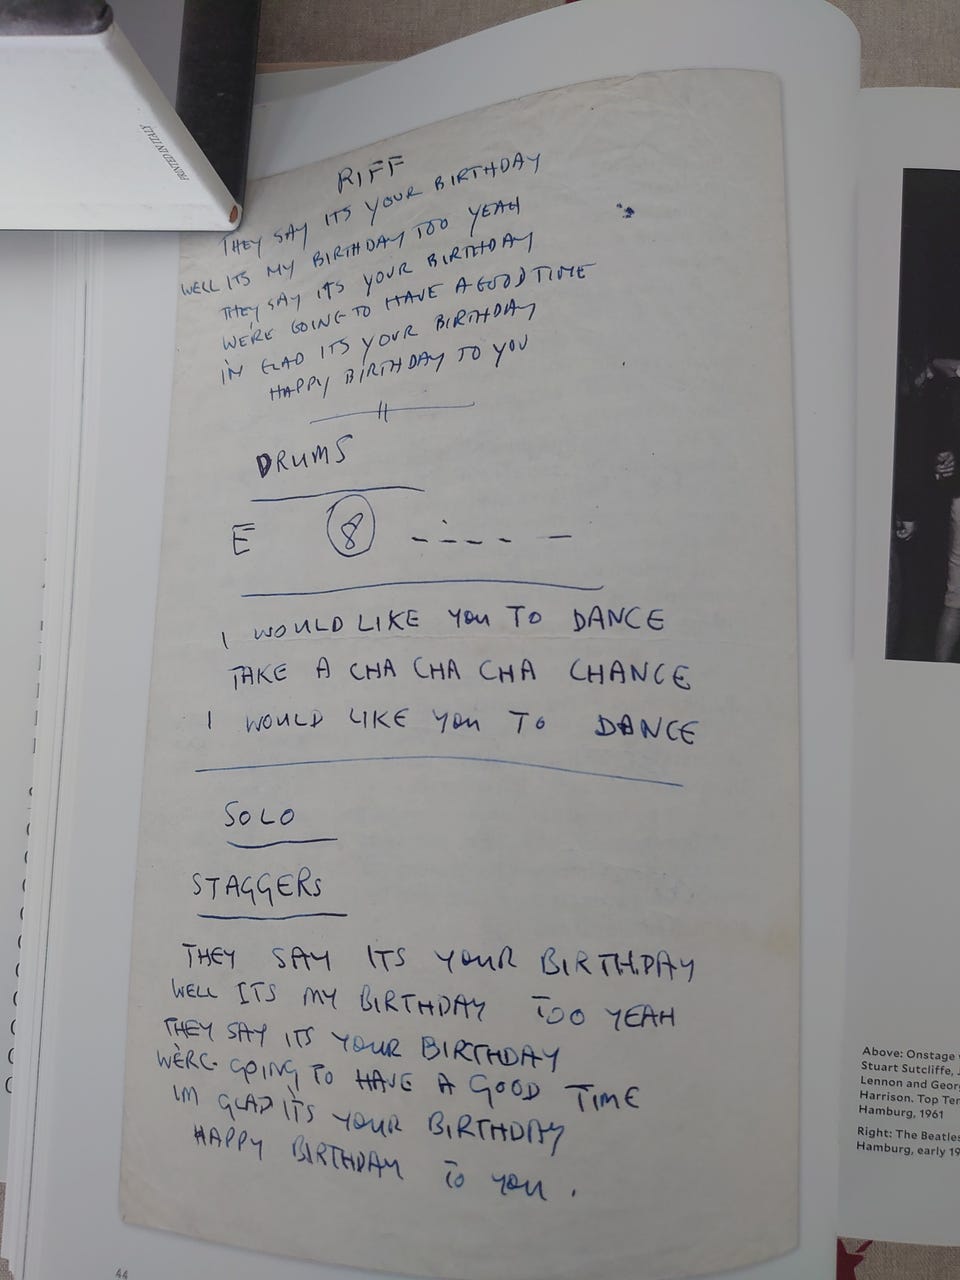 PRINTED IN ITALY
RIFF
THEY SAY ITS YOUR BIRTHDAY
WELL ITS MY BIRTHDAY TOO YEAH
THEY SAY ITS YOUR BIRTHDAY
WE'RE GOING TO HAVE A GOOD TIME
I'M GLAD ITS YOUR BIRTHDAY
HAPPY BIRTHDAY TO YOU
DRUMS
E 8
I WOULD LIKE YOU TO DANCE
TAKE A CHA CHA CHA CHANCE
I WOULD LIKE YOU TO DANCE
SOLO
STAGGERS
THEY SAY ITS YOUR BIRTHDAY
WELL ITS MY BIRTHDAY TOO YEAH
THEY SAY ITS YOUR BIRTHDAY
WE'RE GOING TO HAVE A GOOD TIME
IM GLAD IT'S YOUR BIRTHDAY
HAPPY BIRTHDAY TO YOU.
44
Above: Onstage
Stuart Sutcliffe, J
Lennon and Geor
Harrison. Top Ten
Hamburg, 1961
Right: The Beatles
Hamburg, early 19